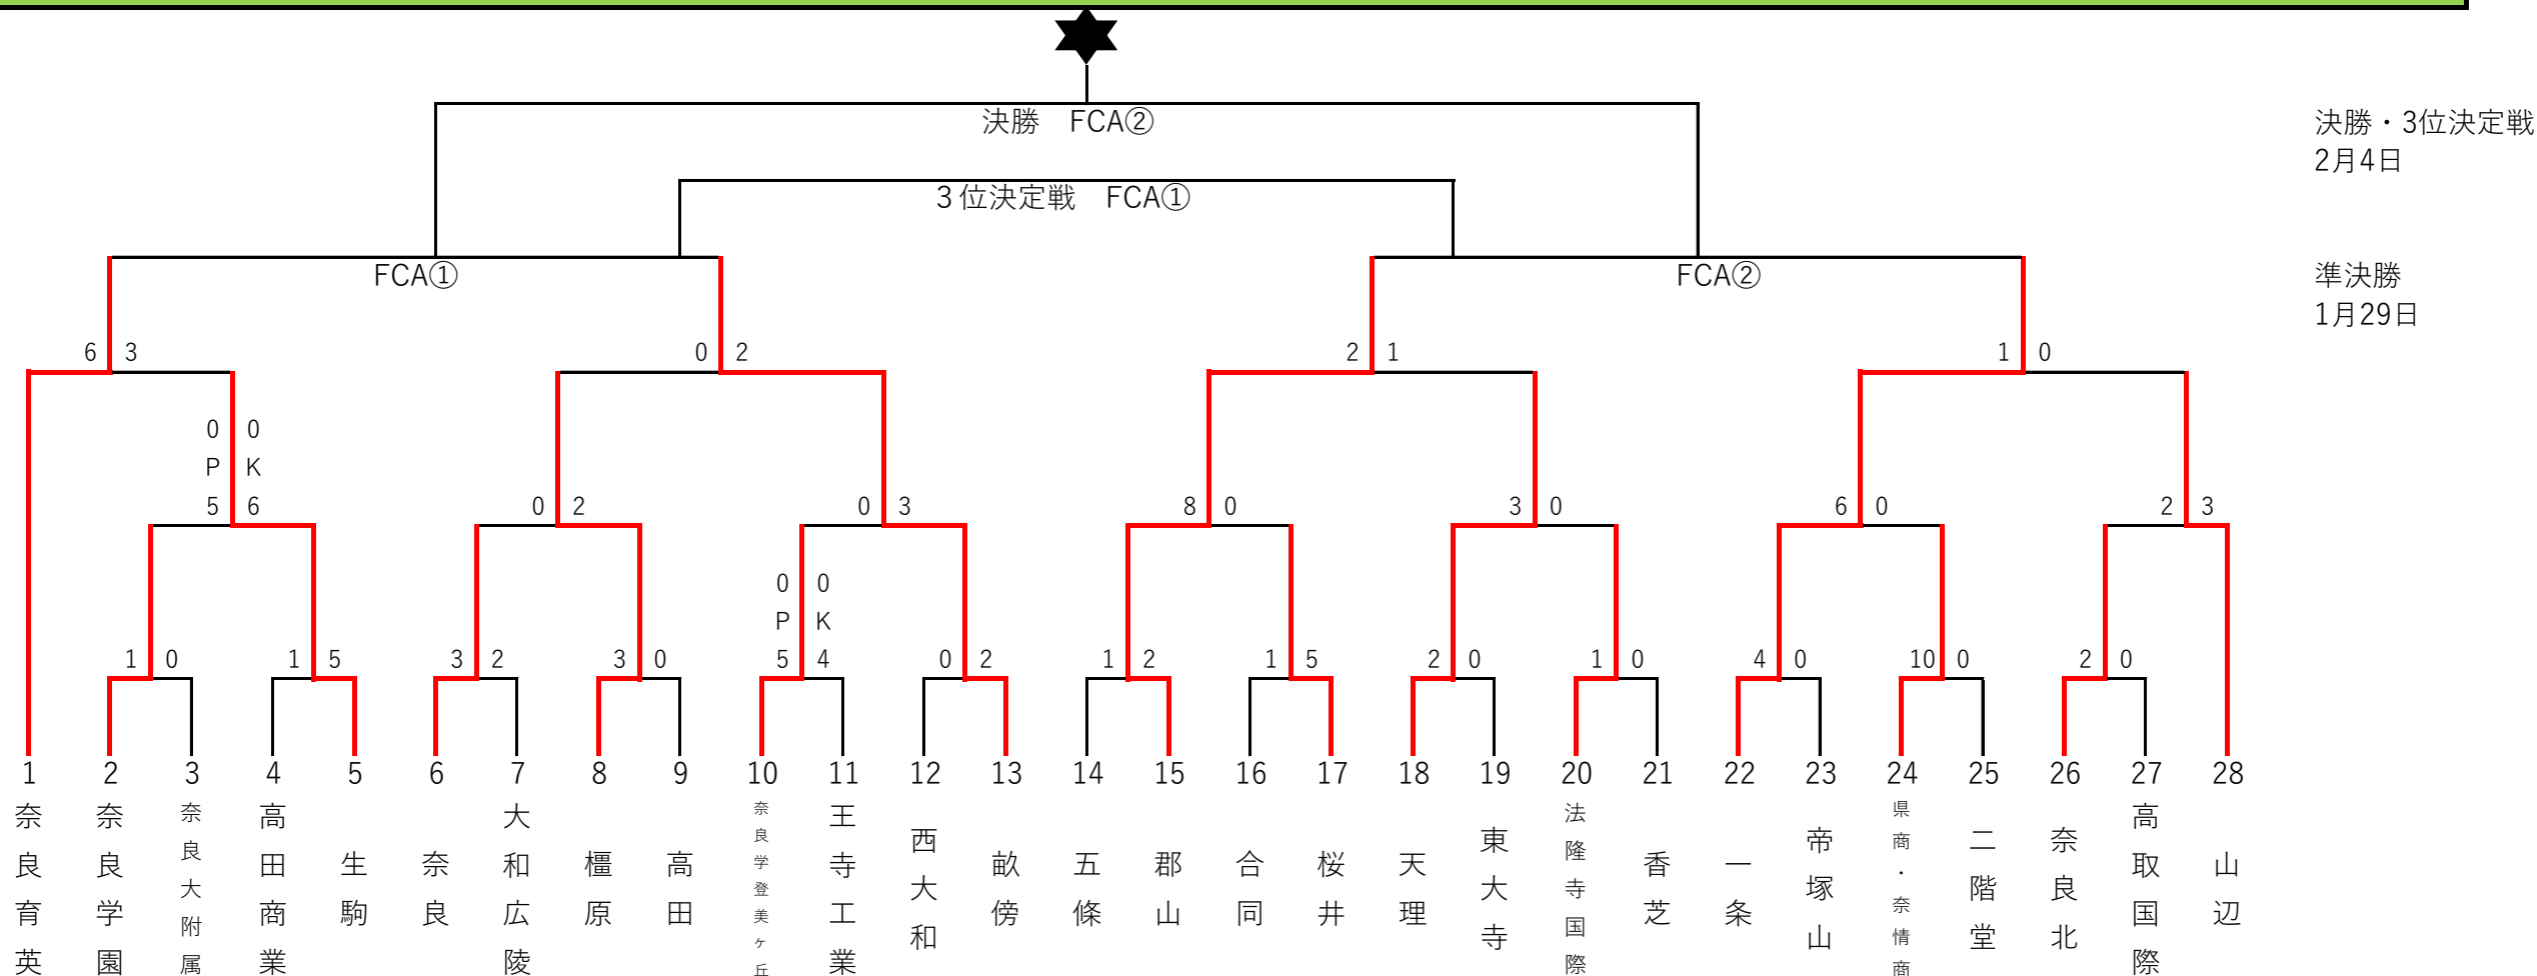 決勝 FCA②
決勝・3位決定戦
2月4日
３位決定戦 FCA①
FCA①
FCA②
準決勝
1月29日
6 3 0 2 2 1 1 0
0 0
P K
5 6 0 2 0 3 8 0 3 0 6 0 2 3
0 0
P K
1 0 1 5 3 2 3 0 5 4 0 2 1 2 1 5 2 0 1 0 4 0 10 0 2 0
1 2 3 4 5 6 7 8 9 10 11 12 13 14 15 16 17 18 19 20 21 22 23 24 25 26 27 28
奈良育英
奈良学園
奈良大附属
高田商業
生駒
奈良
大和広陵
橿原
高田
奈良学登美ヶ丘
王寺工業
西大和
畝傍
五條
郡山
合同
桜井
天理
東大寺
法隆寺国際
香芝
一条
帝塚山
県商・奈情商
二階堂
奈良北
高取国際
山辺